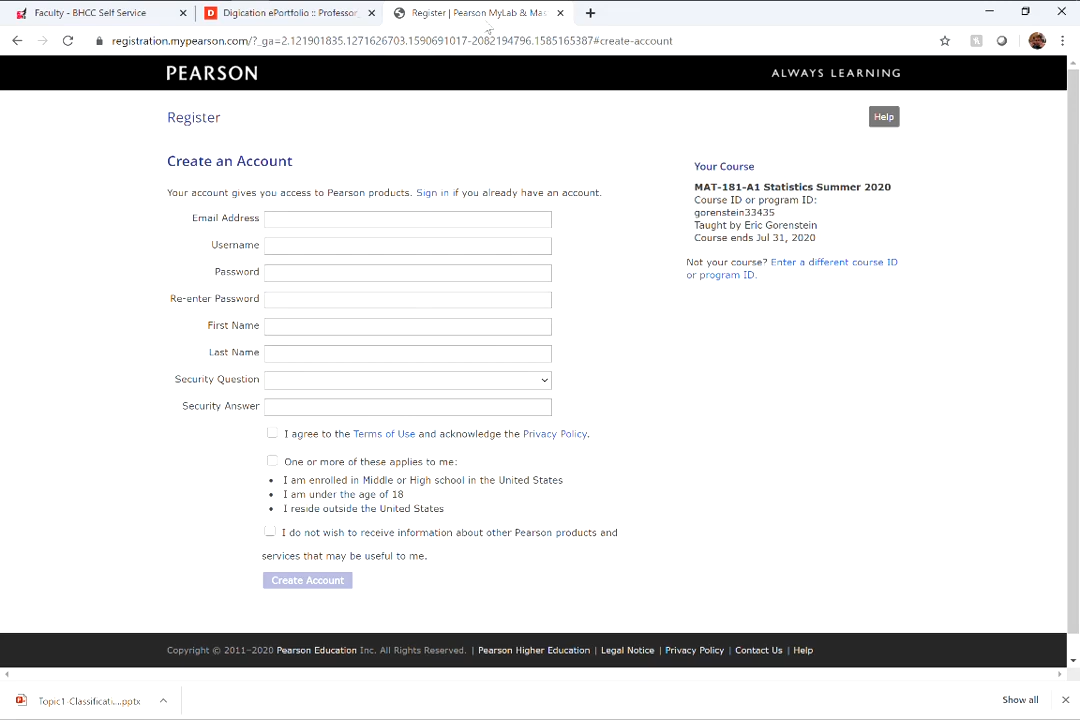 Faculty - BHCC Self Service
Digication ePortfolio :: Professor
Register | Pearson MyLab & Mas
registration.mypearson.com/?_ga=2.121901835.1271626703.1590691017-2082194796.1585165387#create-account
PEARSON
ALWAYS LEARNING
Register
Help
Create an Account
Your account gives you access to Pearson products. Sign in if you already have an account.
Email Address
Username
Password
Re-enter Password
First Name
Last Name
Security Question
Security Answer
I agree to the Terms of Use and acknowledge the Privacy Policy.
One or more of these applies to me:
• I am enrolled in Middle or High school in the United States
• I am under the age of 18
• I reside outside the United States
I do not wish to receive information about other Pearson products and
services that may be useful to me.
Create Account
Your Course
MAT-181-A1 Statistics Summer 2020
Course ID or program ID:
gorenstein33435
Taught by Eric Gorenstein
Course ends Jul 31, 2020
Not your course? Enter a different course ID
or program ID.
Copyright © 2011-2020 Pearson Education Inc. All Rights Reserved. | Pearson Higher Education | Legal Notice | Privacy Policy | Contact Us | Help
Topic1-Classificati....pptx
Show all